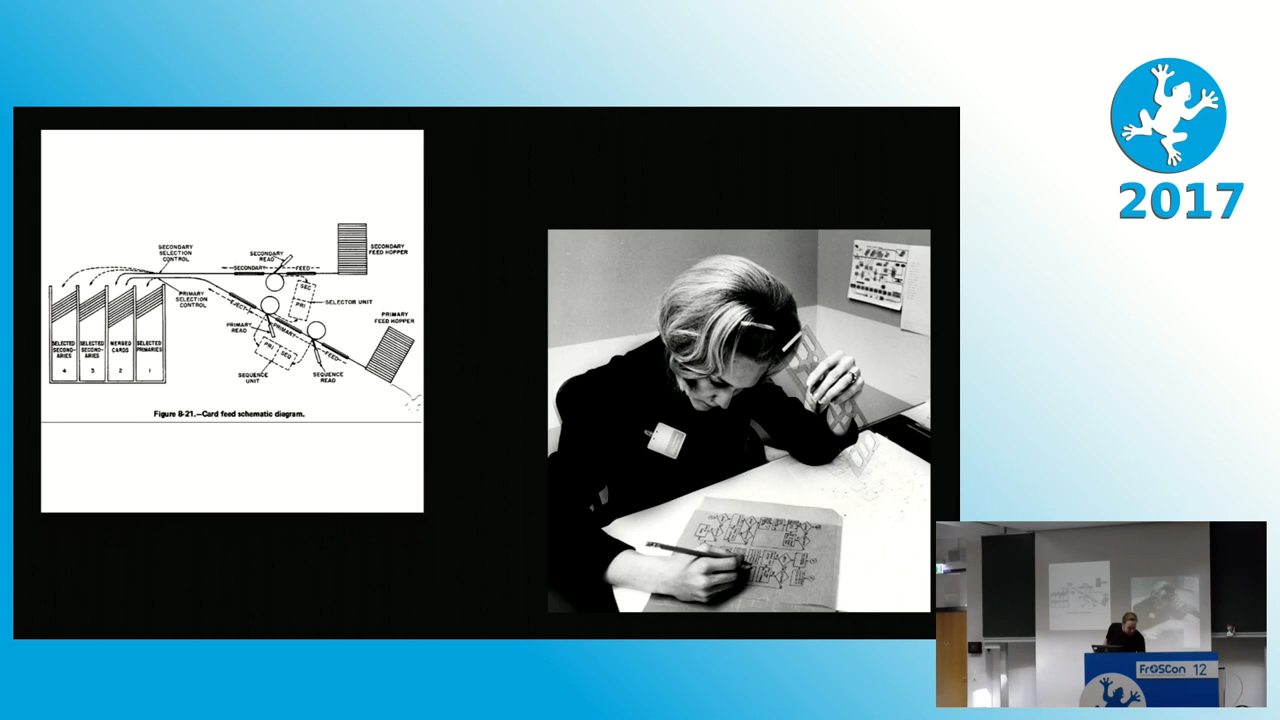 SECONDARY
SELECTION
CONTROL
SECONDARY
READ
SECONDARY
FEED HOPPER
SECONDARY
FEED
SEC
PRI
SELECTOR UNIT
PRIMARY
SELECTION
CONTROL
EJECT
PRIMARY
READ
PRIMARY
PRIMARY
FEED HOPPER
PRI
SEQ
FEED
SEQUENCE
UNIT
SEQUENCE
READ
SELECTED
SECOND-
ARIES
4
SELECTED
SECOND-
ARIES
3
MERGED
CARDS
2
SELECTED
PRIMARIES
1
Figure 8-21.—Card feed schematic diagram.
2017
FrOSCon 12